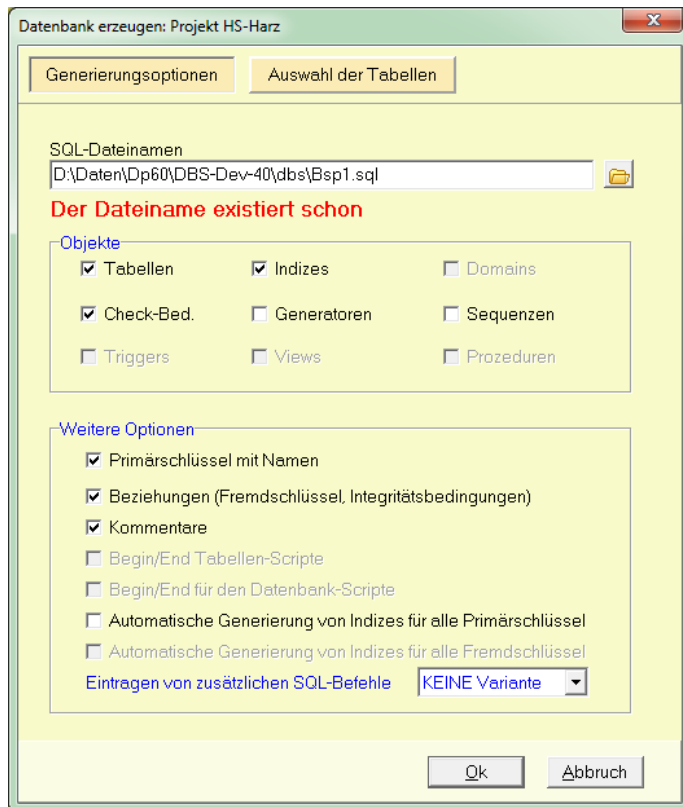 Datenbank erzeugen: Projekt HS-Harz
Generierungsoptionen Auswahl der Tabellen
SQL-Dateinamen
D:\Daten\Dp60\DBS-Dev-40\dbs\Bsp1.sql
Der Dateiname existiert schon
Objekte
Tabellen Indizes Domains
Check-Bed. Generatoren Sequenzen
Triggers Views Prozeduren
Weitere Optionen
Primärschlüssel mit Namen
Beziehungen (Fremdschlüssel, Integritätsbedingungen)
Kommentare
Begin/End Tabellen-Scripte
Begin/End für den Datenbank-Scripte
Automatische Generierung von Indizes für alle Primärschlüssel
Automatische Generierung von Indizes für alle Fremdschlüssel
Eintragen von zusätzlichen SQL-Befehle KEINE Variante
Ok Abbruch